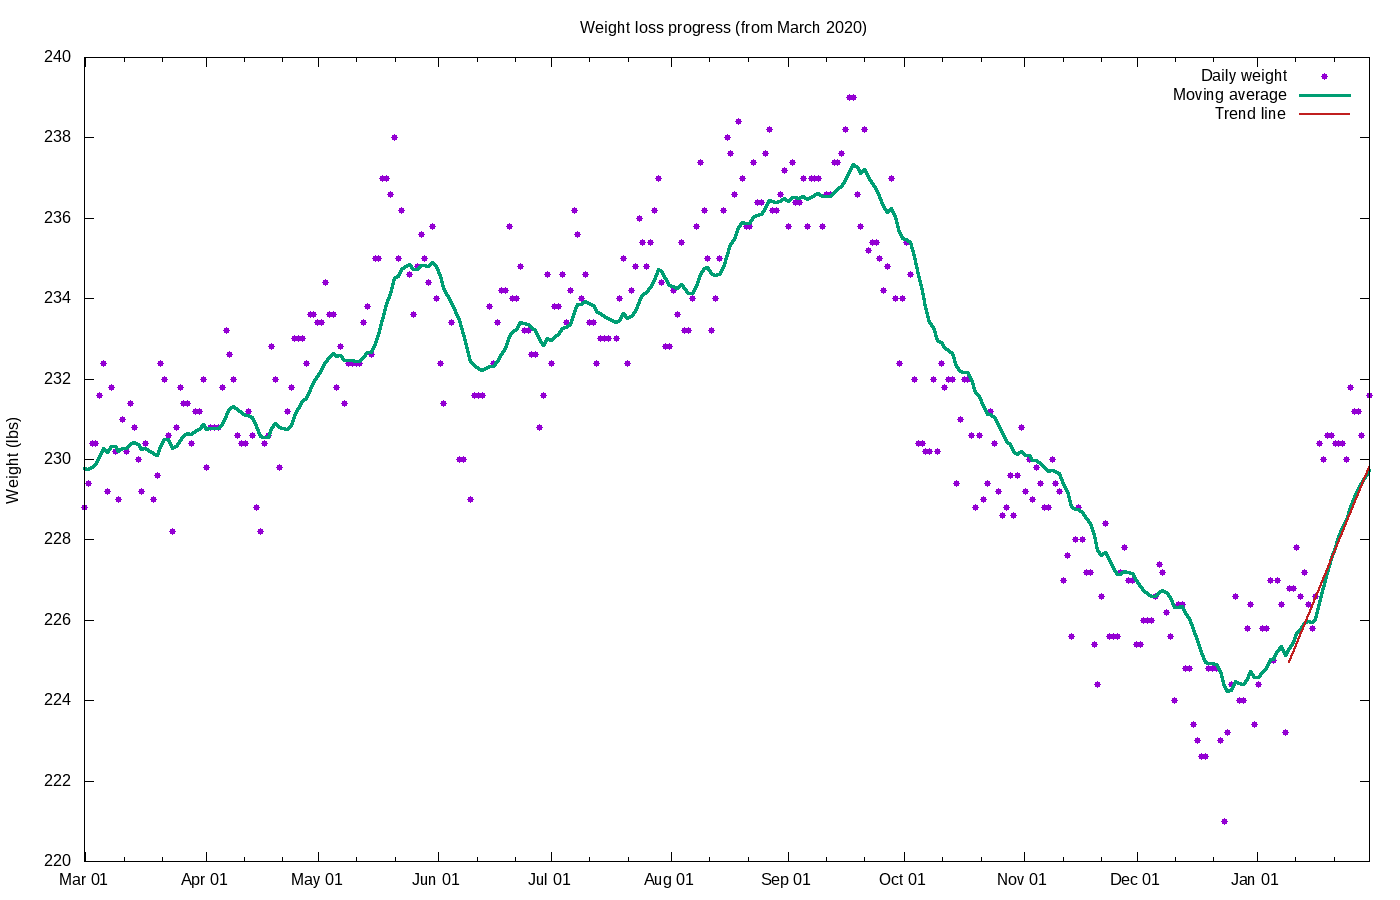 Weight loss progress (from March 2020)
Daily weight
Moving average
Trend line
Weight (lbs)
240
238
236
234
232
230
228
226
224
222
220
Mar 01 Apr 01 May 01 Jun 01 Jul 01 Aug 01 Sep 01 Oct 01 Nov 01 Dec 01 Jan 01